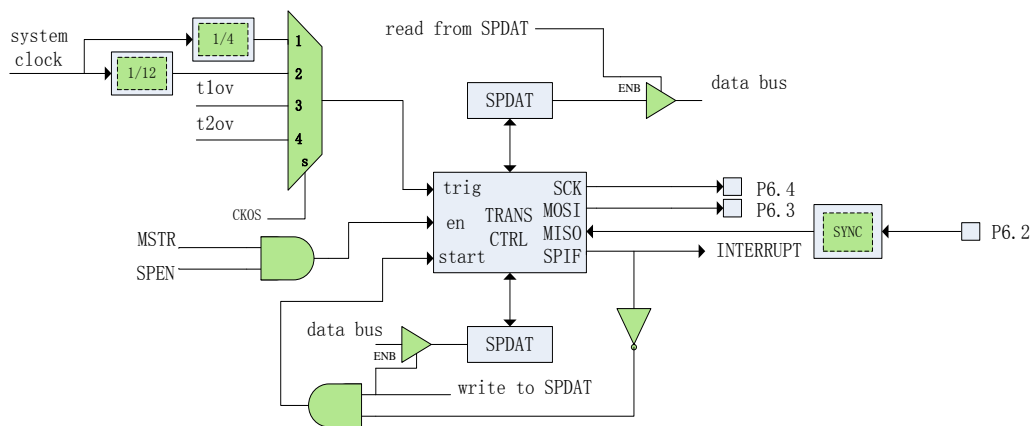 system
clock
1/4
1/12
t1ov
t2ov
1
2
3
4
s
CKOS
read from SPDAT
ENB
data bus
SPDAT
trig
en
start
TRANS
CTRL
SCK
MOSI
MISO
SPIF
P6.4
P6.3
SYNC
P6.2
INTERRUPT
MSTR
SPEN
data bus
ENB
SPDAT
write to SPDAT